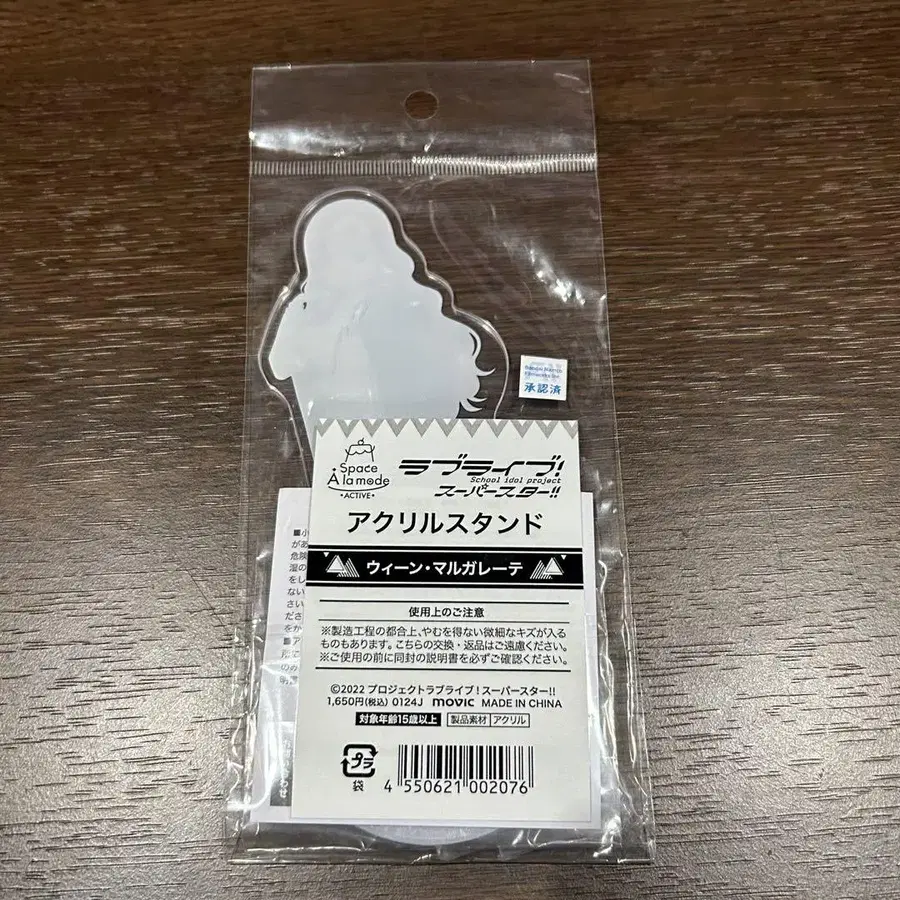 承認済
Space
À la mode
•ACTIVE•
ラブライブ!
School idol project
スーパースター!!
アクリルスタンド
ウィーン・マルガレーテ
使用上のご注意
※製造工程の都合上、やむを得ない微細なキズが入る
ものもあります。こちらの交換・返品はご遠慮ください。
※ご使用の前に同封の説明書を必ずご確認ください。
©2022 プロジェクトラブライブ!スーパースター!!
1,650円(税込) 0124J movic MADE IN CHINA
対象年齢15歳以上 製品素材 アクリル
プラ
袋
4 550621 002076